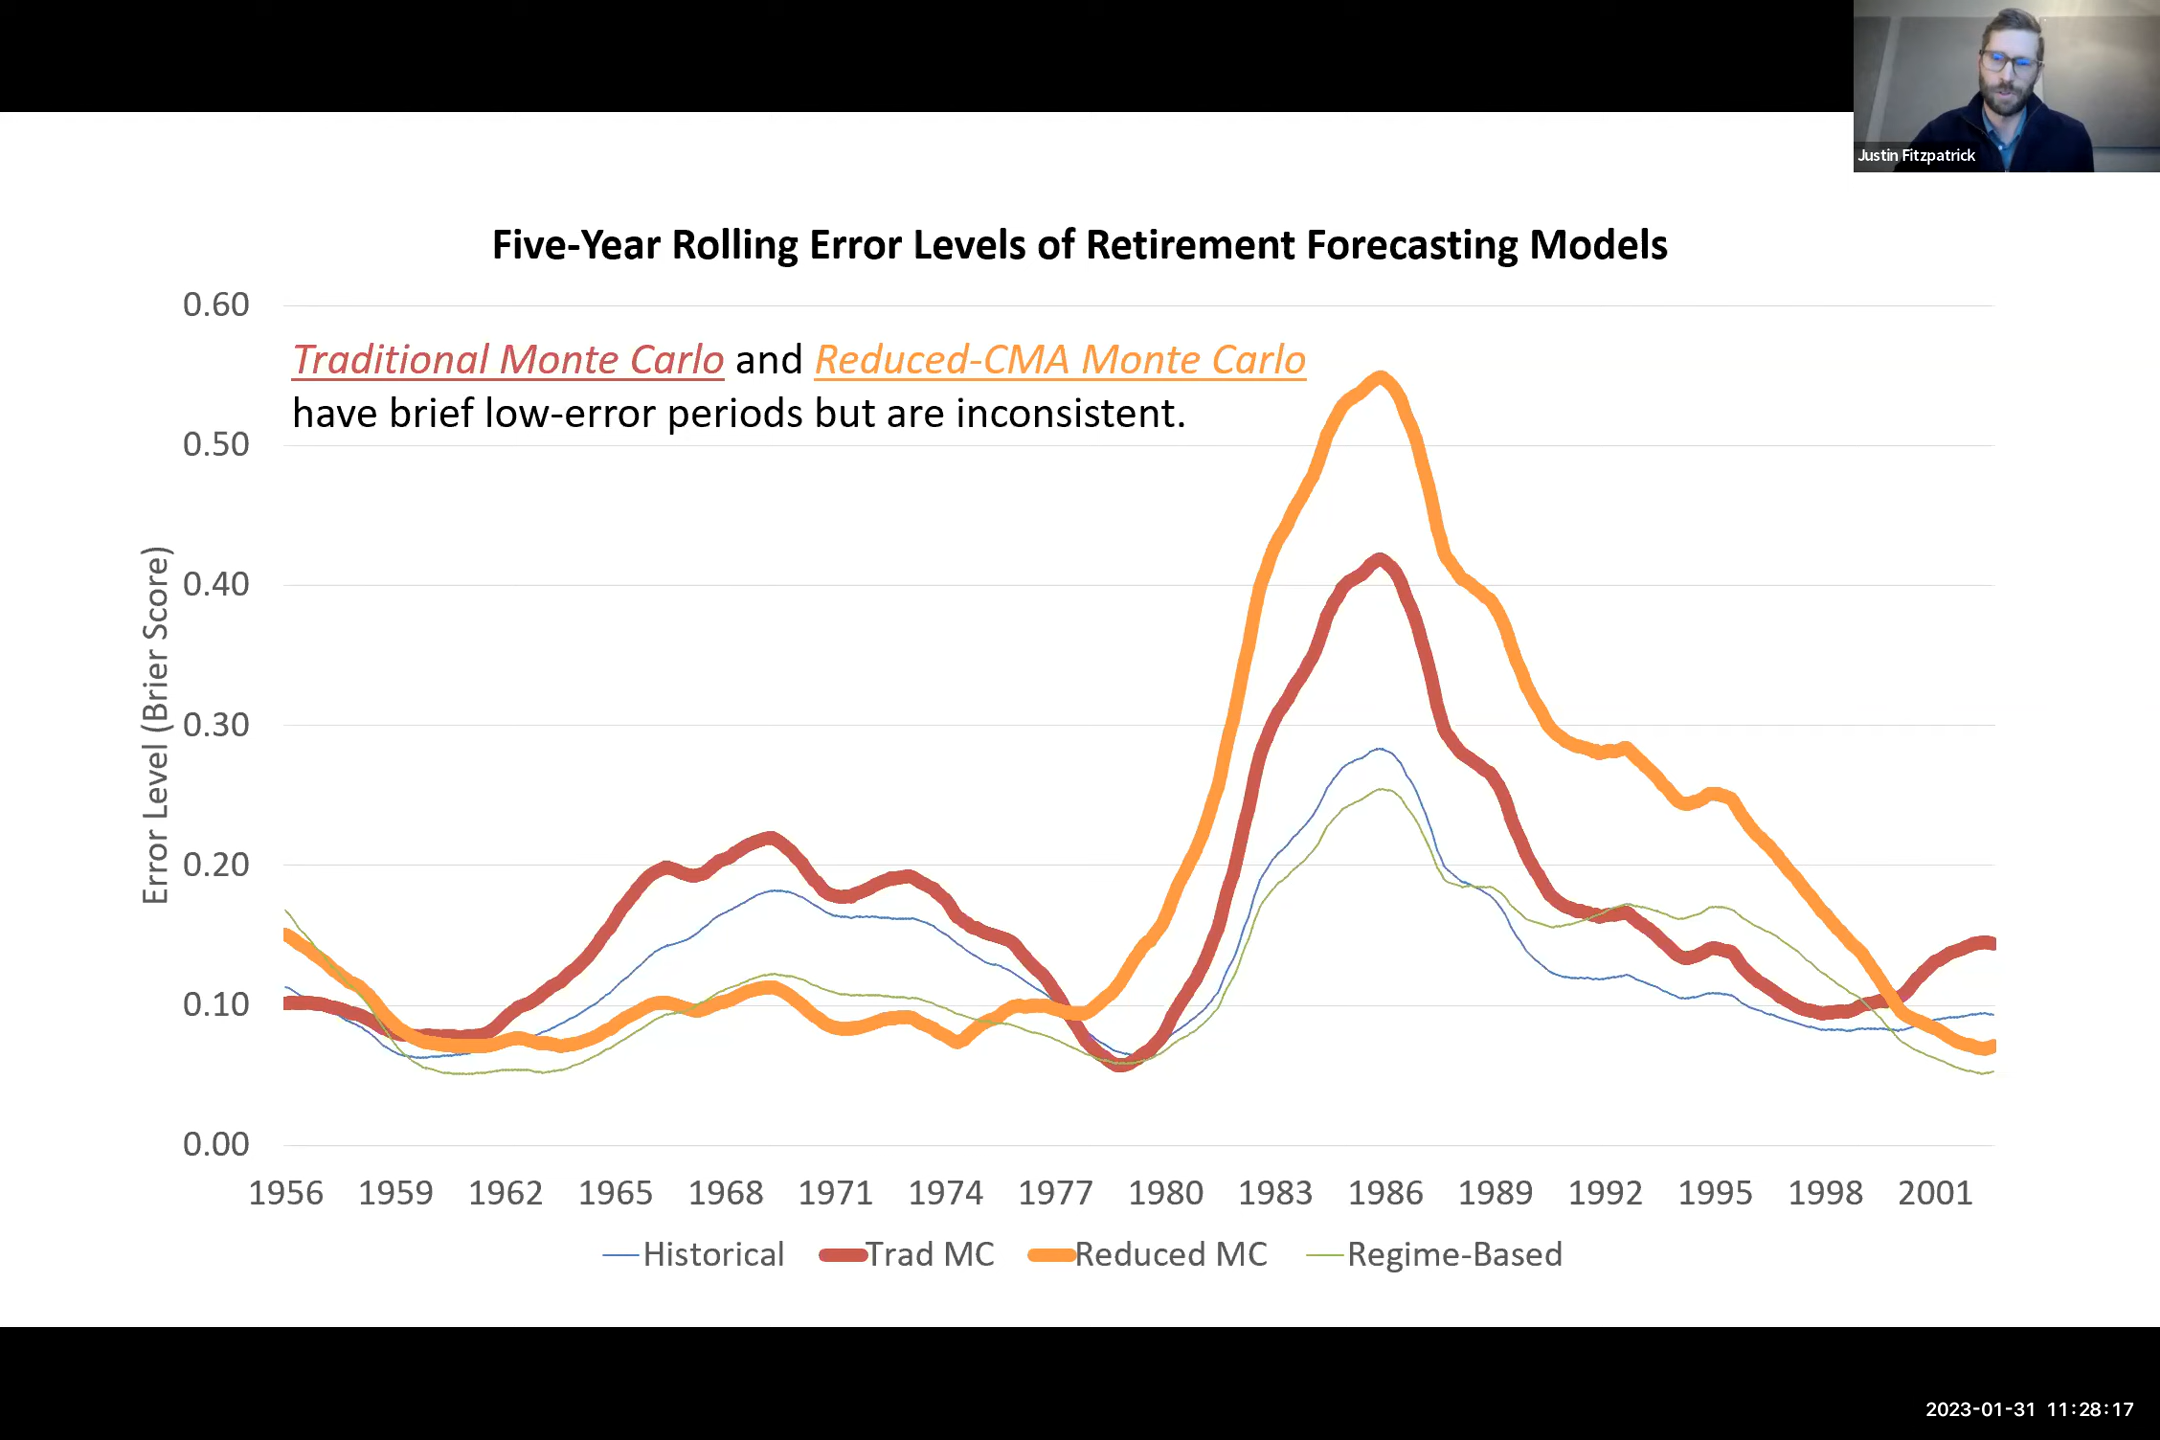 Justin Fitzpatrick
Five-Year Rolling Error Levels of Retirement Forecasting Models
Traditional Monte Carlo and Reduced-CMA Monte Carlo
have brief low-error periods but are inconsistent.
Error Level (Brier Score)
0.60
0.50
0.40
0.30
0.20
0.10
0.00
1956 1959 1962 1965 1968 1971 1974 1977 1980 1983 1986 1989 1992 1995 1998 2001
Historical Trad MC Reduced MC Regime-Based
2023-01-31 11:28:17